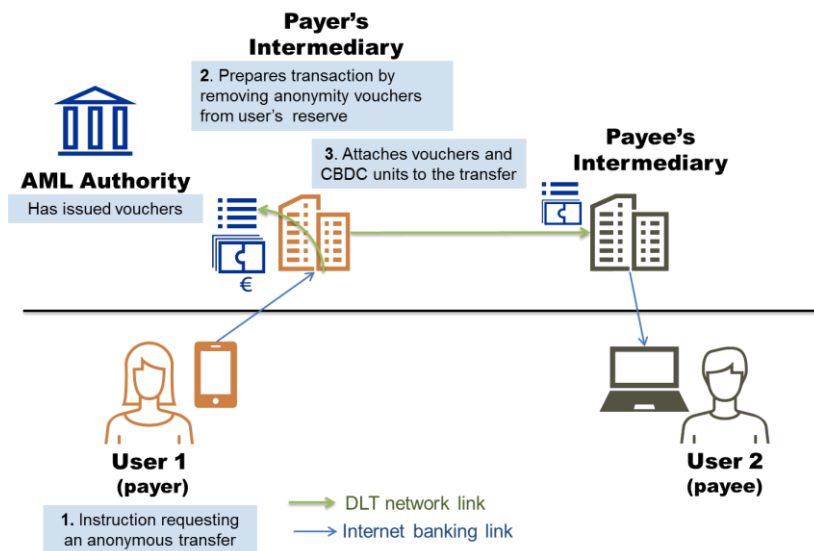 Payer's
Intermediary
2. Prepares transaction by
removing anonymity vouchers
from user's reserve
AML Authority
Has issued vouchers
3. Attaches vouchers and
CBDC units to the transfer
Payee's
Intermediary
€
User 1
(payer)
1. Instruction requesting
an anonymous transfer
User 2
(payee)
DLT network link
Internet banking link